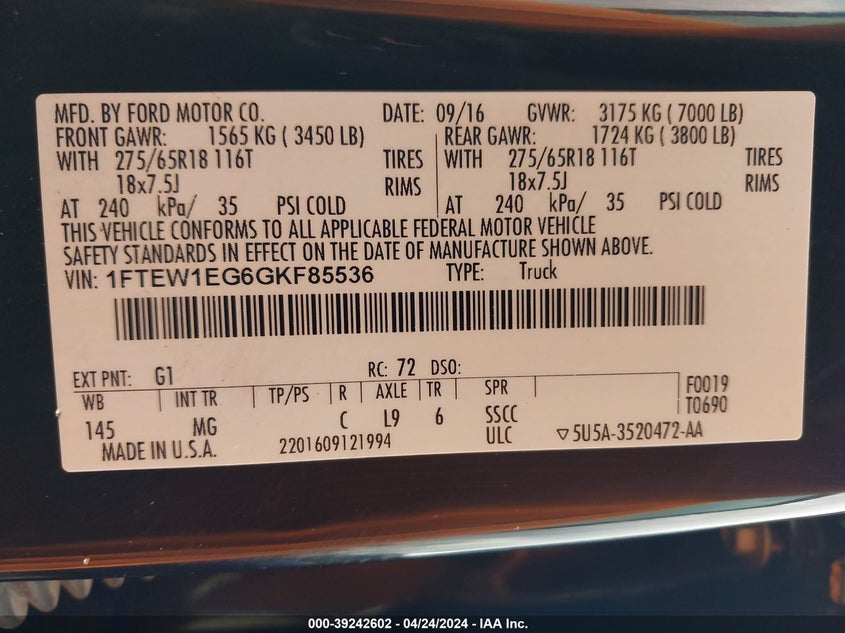 MFD. BY FORD MOTOR CO. DATE: 09/16 GVWR: 3175 KG ( 7000 LB)
FRONT GAWR: 1565 KG ( 3450 LB) REAR GAWR: 1724 KG ( 3800 LB)
WITH 275/65R18 116T TIRES WITH 275/65R18 116T TIRES
18x7.5J RIMS 18x7.5J RIMS
AT 240 kPa/ 35 PSI COLD AT 240 kPa/ 35 PSI COLD
THIS VEHICLE CONFORMS TO ALL APPLICABLE FEDERAL MOTOR VEHICLE
SAFETY STANDARDS IN EFFECT ON THE DATE OF MANUFACTURE SHOWN ABOVE.
VIN: 1FTEW1EG6GKF85536 TYPE: Truck
EXT PNT: G1 RC: 72 DSO:
WB INT TR TP/PS R AXLE TR SPR F0019
145 MG C L9 6 SSCC T0690
MADE IN U.S.A. 2201609121994 ULC ▽5U5A-3520472-AA
000-39242602 - 04/24/2024 - IAA Inc.